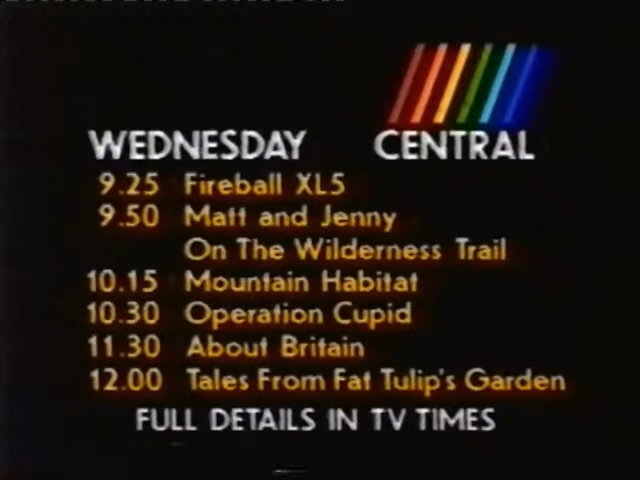 WEDNESDAY CENTRAL
9.25 Fireball XL5
9.50 Matt and Jenny
On The Wilderness Trail
10.15 Mountain Habitat
10.30 Operation Cupid
11.30 About Britain
12.00 Tales From Fat Tulip's Garden
FULL DETAILS IN TV TIMES